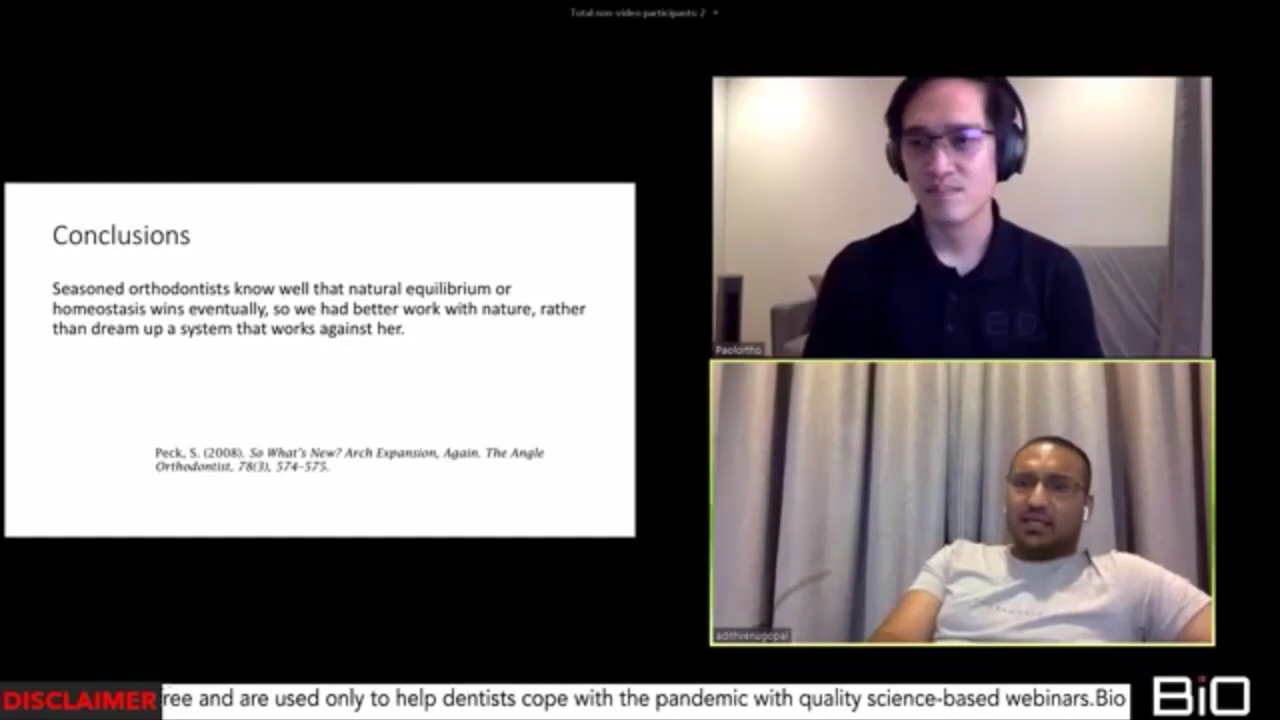 Total non-video participants: 2
Conclusions
Seasoned orthodontists know well that natural equilibrium or
homeostasis wins eventually, so we had better work with nature, rather
than dream up a system that works against her.
Peck, S. (2008). So What's New? Arch Expansion, Again. The Angle
Orthodontist, 78(3), 574–575.
Paolortho
adithvenugopal
DISCLAIMER ree and are used only to help dentists cope with the pandemic with quality science-based webinars.Bio
BiO